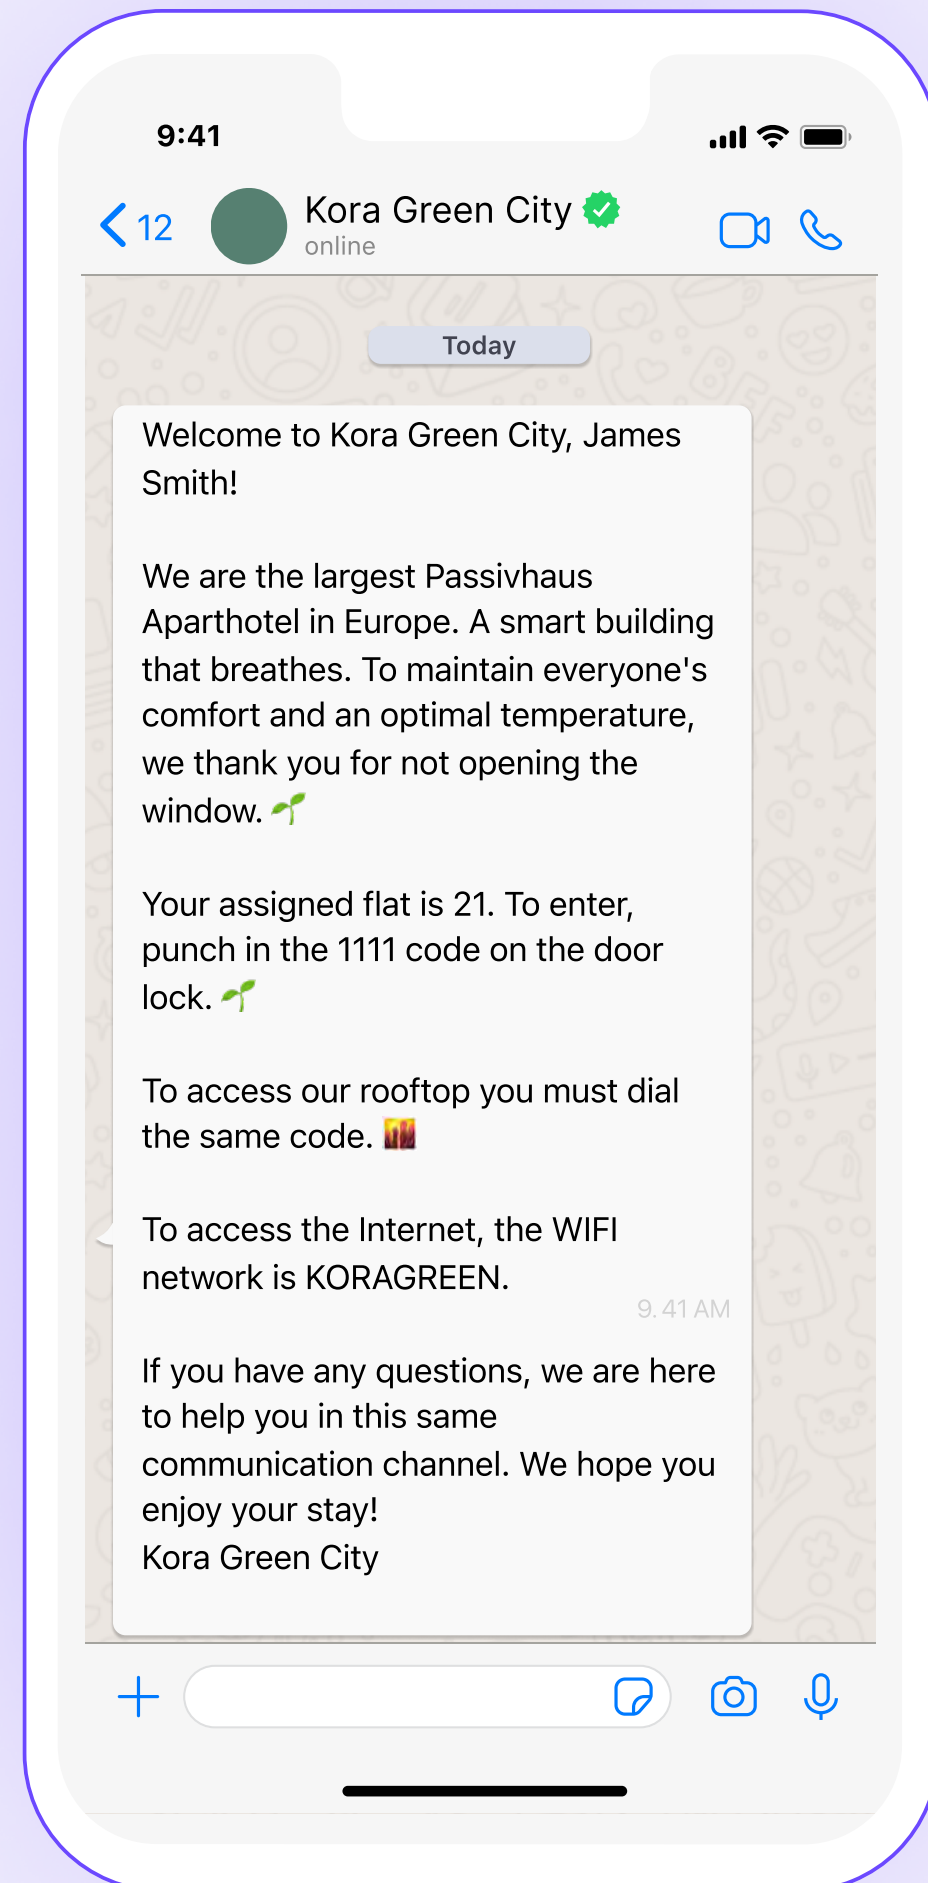 9:41
12
Kora Green City
online
Today
Welcome to Kora Green City, James
Smith!
We are the largest Passivhaus
Aparthotel in Europe. A smart building
that breathes. To maintain everyone's
comfort and an optimal temperature,
we thank you for not opening the
window. 🌱
Your assigned flat is 21. To enter,
punch in the 1111 code on the door
lock. 🌱
To access our rooftop you must dial
the same code. 🌇
To access the Internet, the WIFI
network is KORAGREEN.
9.41 AM
If you have any questions, we are here
to help you in this same
communication channel. We hope you
enjoy your stay!
Kora Green City